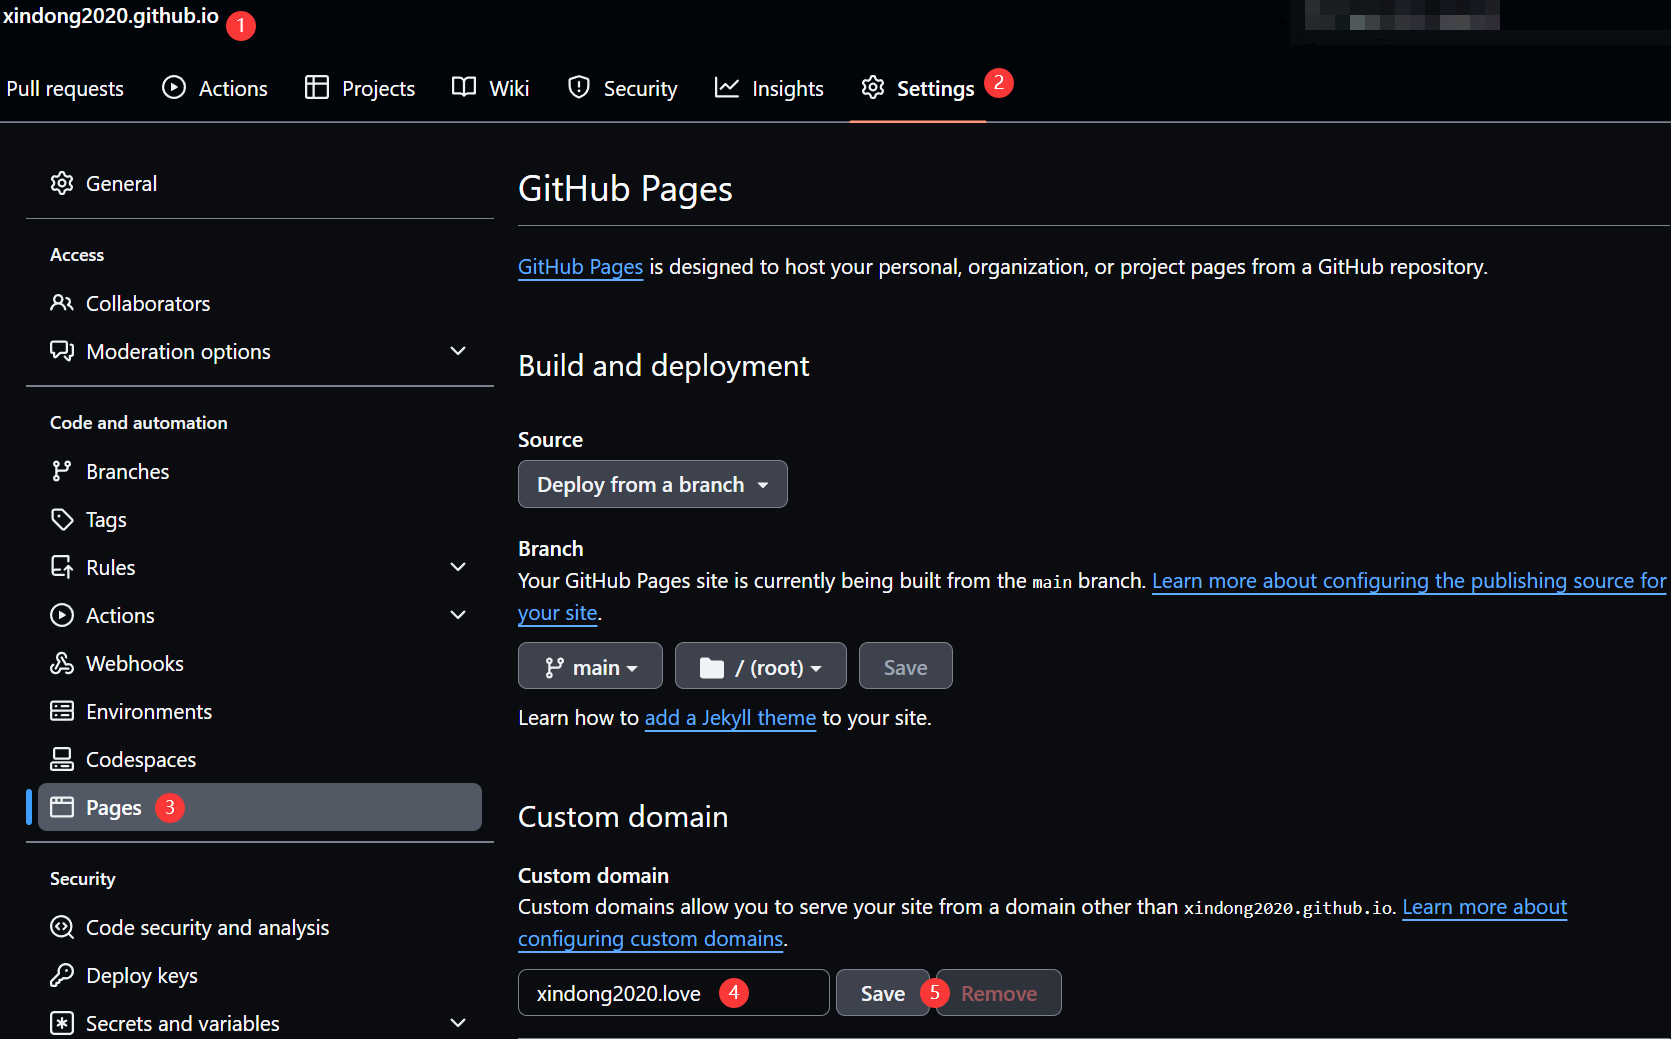 xindong2020.github.io 1
Pull requests Actions Projects Wiki Security Insights Settings 2
General
Access
Collaborators
Moderation options
Code and automation
Branches
Tags
Rules
Actions
Webhooks
Environments
Codespaces
Pages 3
Security
Code security and analysis
Deploy keys
Secrets and variables
GitHub Pages
GitHub Pages is designed to host your personal, organization, or project pages from a GitHub repository.
Build and deployment
Source
Deploy from a branch
Branch
Your GitHub Pages site is currently being built from the main branch. Learn more about configuring the publishing source for
your site.
main / (root) Save
Learn how to add a Jekyll theme to your site.
Custom domain
Custom domain
Custom domains allow you to serve your site from a domain other than xindong2020.github.io. Learn more about
configuring custom domains.
xindong2020.love 4 Save 5 Remove